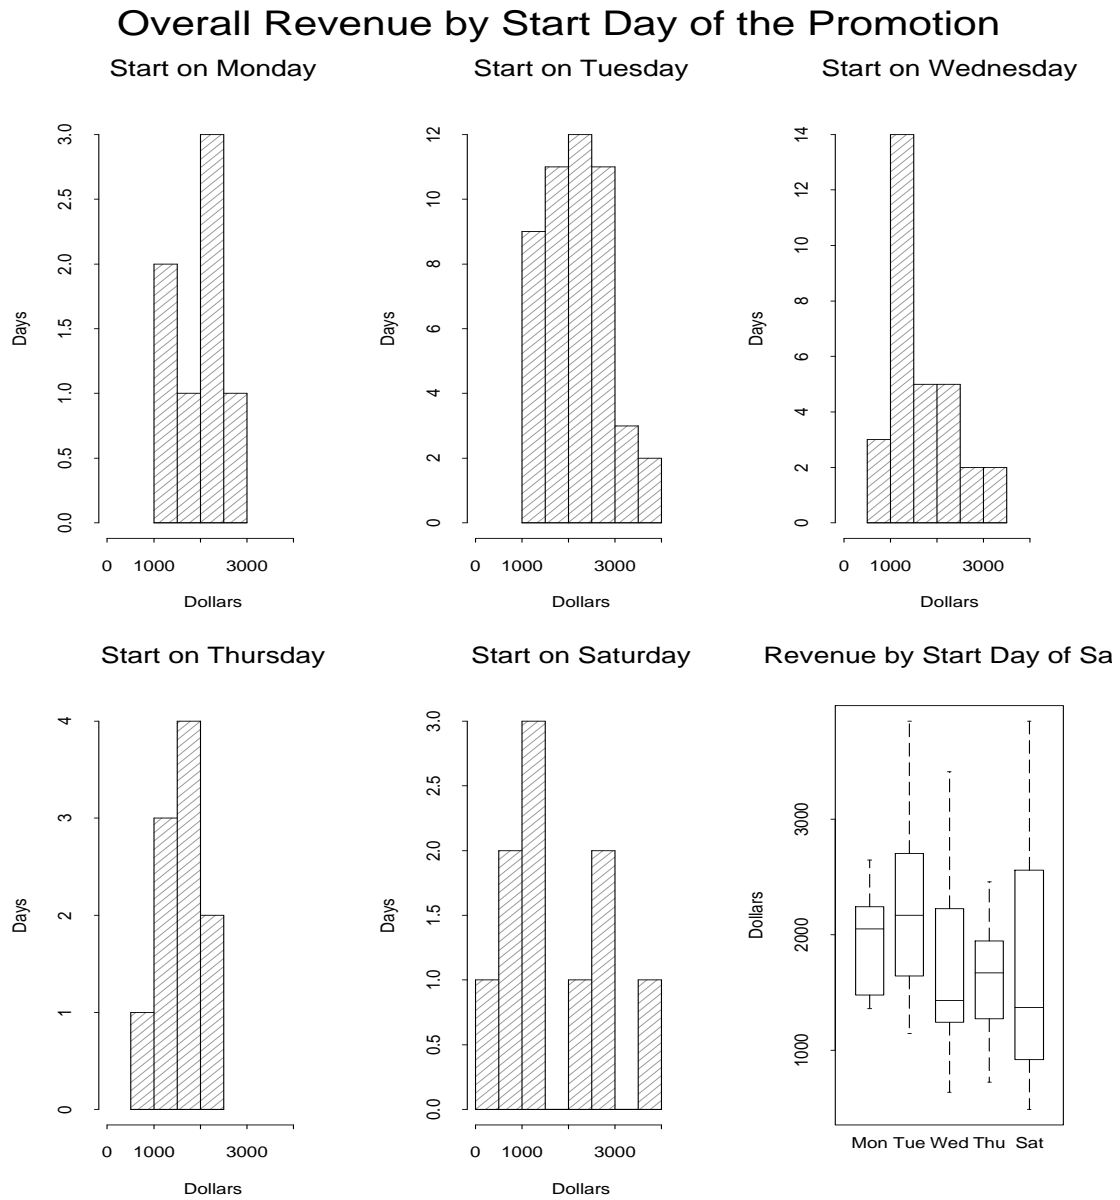 Overall Revenue by Start Day of the Promotion
Start on Monday
3.0
2.5
2.0
1.5
1.0
0.5
0.0
Days
0 1000 3000
Dollars
Start on Tuesday
12
10
8
6
4
2
0
Days
0 1000 3000
Dollars
Start on Wednesday
14
12
10
8
6
4
2
0
Days
0 1000 3000
Dollars
Start on Thursday
4
3
2
1
0
Days
0 1000 3000
Dollars
Start on Saturday
3.0
2.5
2.0
1.5
1.0
0.5
0.0
Days
0 1000 3000
Dollars
Revenue by Start Day of Sa
3000
2000
1000
Dollars
Mon Tue Wed Thu Sat